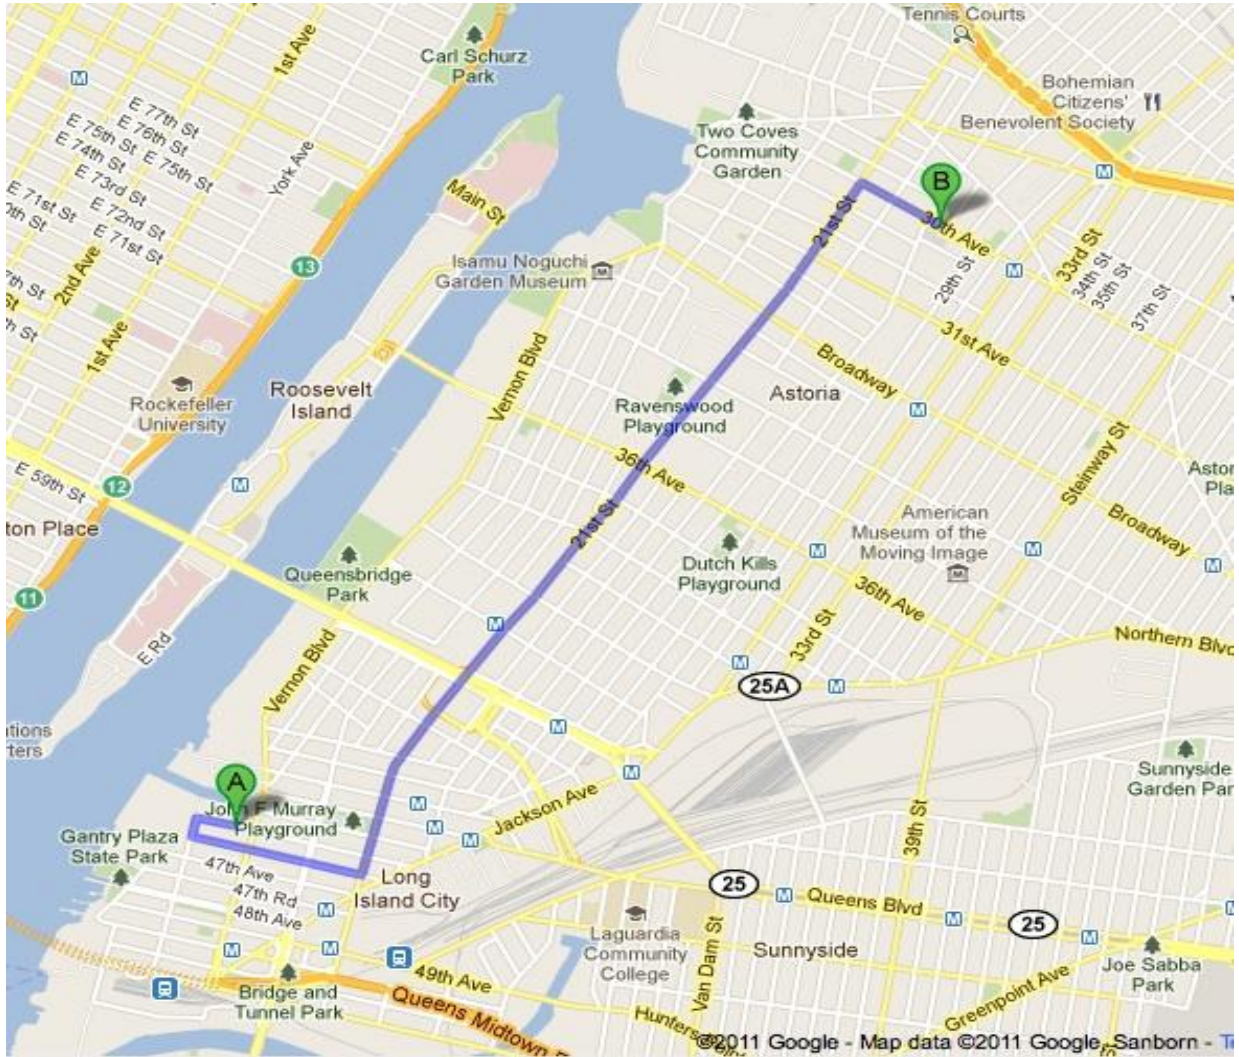 Tennis Courts
Carl Schurz
Park
1st Ave
M
Bohemian
Citizens'
Benevolent Society
E 77th St
E 76th St
E 75th St
E 75th St
E 74th St
E 73rd St
E 72nd St
E 71st St
E 71st St
York Ave
Two Coves
Community
Garden
M
B
Main St
30th Ave
21st St
2nd Ave
13
Isamu Noguchi
Garden Museum
M
33rd St
29th St
34th St
35th St
37th St
1st Ave
31st Ave
Vernon Blvd
Broadway
Rockefeller
University
Roosevelt
Island
Ravenswood
Playground
Astoria
M
Steinway St
36th Ave
E 59th St
12
M
ton Place
21st St
American
Museum of the
Moving Image
Broadway
M
M
M
Queensbridge
Park
Dutch Kills
Playground
36th Ave
11
M
E Rd
33rd St
Northern Blvd
Vernon Blvd
M
25A
M
M
M
M
A
John F Murray
Playground
M
M
M
Jackson Ave
39th St
Sunnyside
Garden Par
Gantry Plaza
State Park
47th Ave
47th Rd
48th Ave
Long
Island City
M
25
M
Queens Blvd
M
25
M
M
M
Laguardia
Community
College
Van Dam St
Sunnyside
Joe Sabba
Park
49th Ave
Greenpoint Ave
Bridge and
Tunnel Park
Queens Midtown
©2011 Google - Map data ©2011 Google, Sanborn -